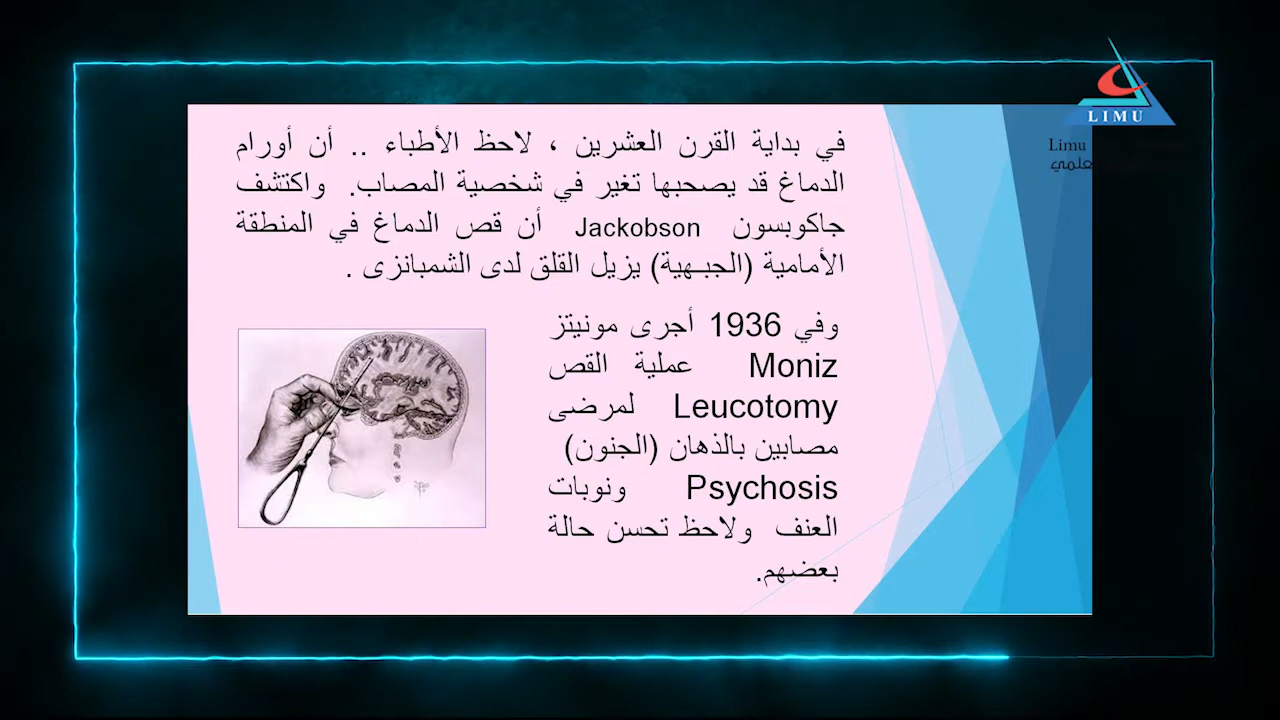 LIMU
Limu
علمي
في بداية القرن العشرين ، لاحظ الأطباء .. أن أورام
الدماغ قد يصحبها تغير في شخصية المصاب. واكتشف
جاكوبسون Jackobson أن قص الدماغ في المنطقة
الأمامية (الجبـهية) يزيل القلق لدى الشمبانزى .
وفي 1936 أجرى مونيتز
Moniz عملية القص
Leucotomy لمرضى
مصابين بالذهان (الجنون)
Psychosis ونوبات
العنف ولاحظ تحسن حالة
بعضهم.